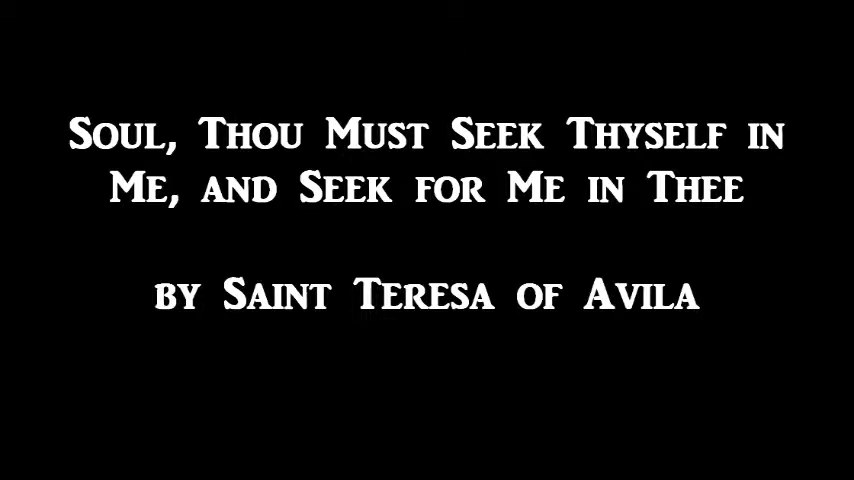 Soul, Thou Must Seek Thyself in
Me, and Seek for Me in Thee
by Saint Teresa of Avila